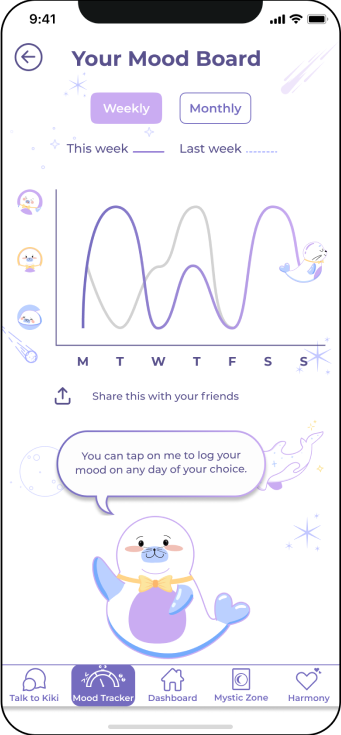 9:41
Your Mood Board
Weekly Monthly
This week Last week
M T W T F S S
Share this with your friends
You can tap on me to log your
mood on any day of your choice.
Talk to Kiki Mood Tracker Dashboard Mystic Zone Harmony